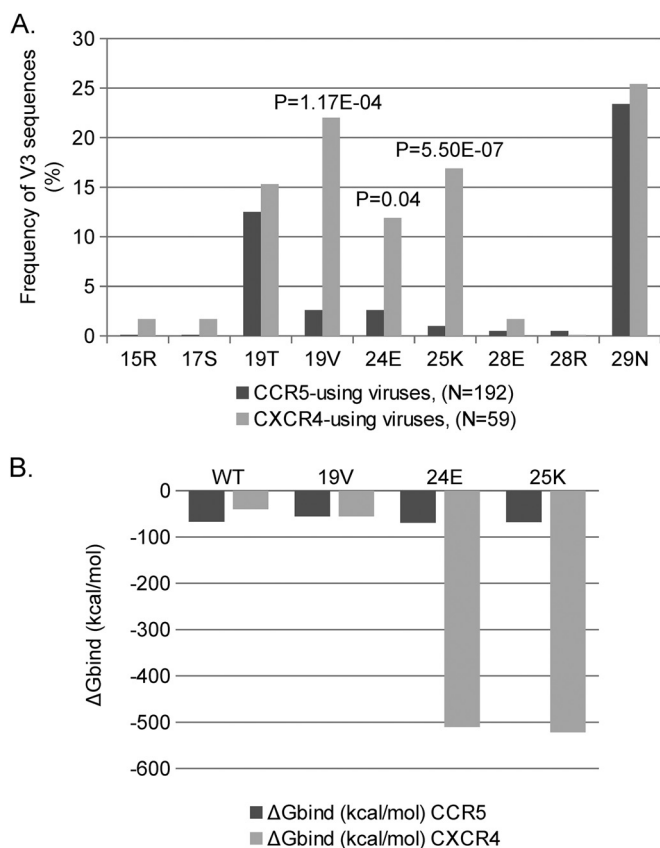 A.
Frequency of V3 sequences
(%)
30
25
20
15
10
5
0
P=1.17E-04
P=0.04
P=5.50E-07
15R 17S 19T 19V 24E 25K 28E 28R 29N
CCR5-using viruses, (N=192)
CXCR4-using viruses, (N=59)
B.
WT 19V 24E 25K
ΔGbind (kcal/mol)
0
-100
-200
-300
-400
-500
-600
ΔGbind (kcal/mol) CCR5
ΔGbind (kcal/mol) CXCR4